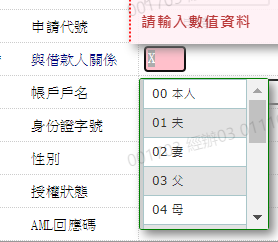 申請代號
請輸入數值資料
與借款人關係 X
帳戶戶名
00 本人
身份證字號
01 夫
02 妻
性別
03 父
授權狀態
04 母
AML回應碼